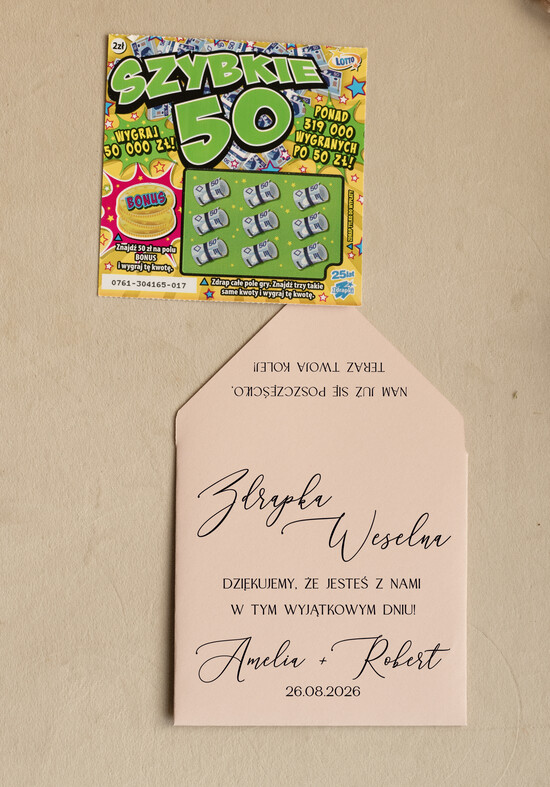 2zł
LOTTO
SZYBKIE
50
WYGRAJ
50 000 ZŁ!
PONAD
319 000
WYGRANYCH
PO 50 ZŁ!
BONUS
Znajdź 50 zł na polu
BONUS
i wygraj tę kwotę.
0761-304165-017
Zdrap całe pole gry. Znajdź trzy takie
same kwoty i wygraj tę kwotę.
25 lat
zdrapki
TERAZ TWOJA KOLEJ!
NAM JUŻ SIĘ POSZCZĘŚCIŁO,
Zdrapka
Weselna
DZIĘKUJEMY, ŻE JESTEŚ Z NAMI
W TYM WYJĄTKOWYM DNIU!
Amelia + Robert
26.08.2026